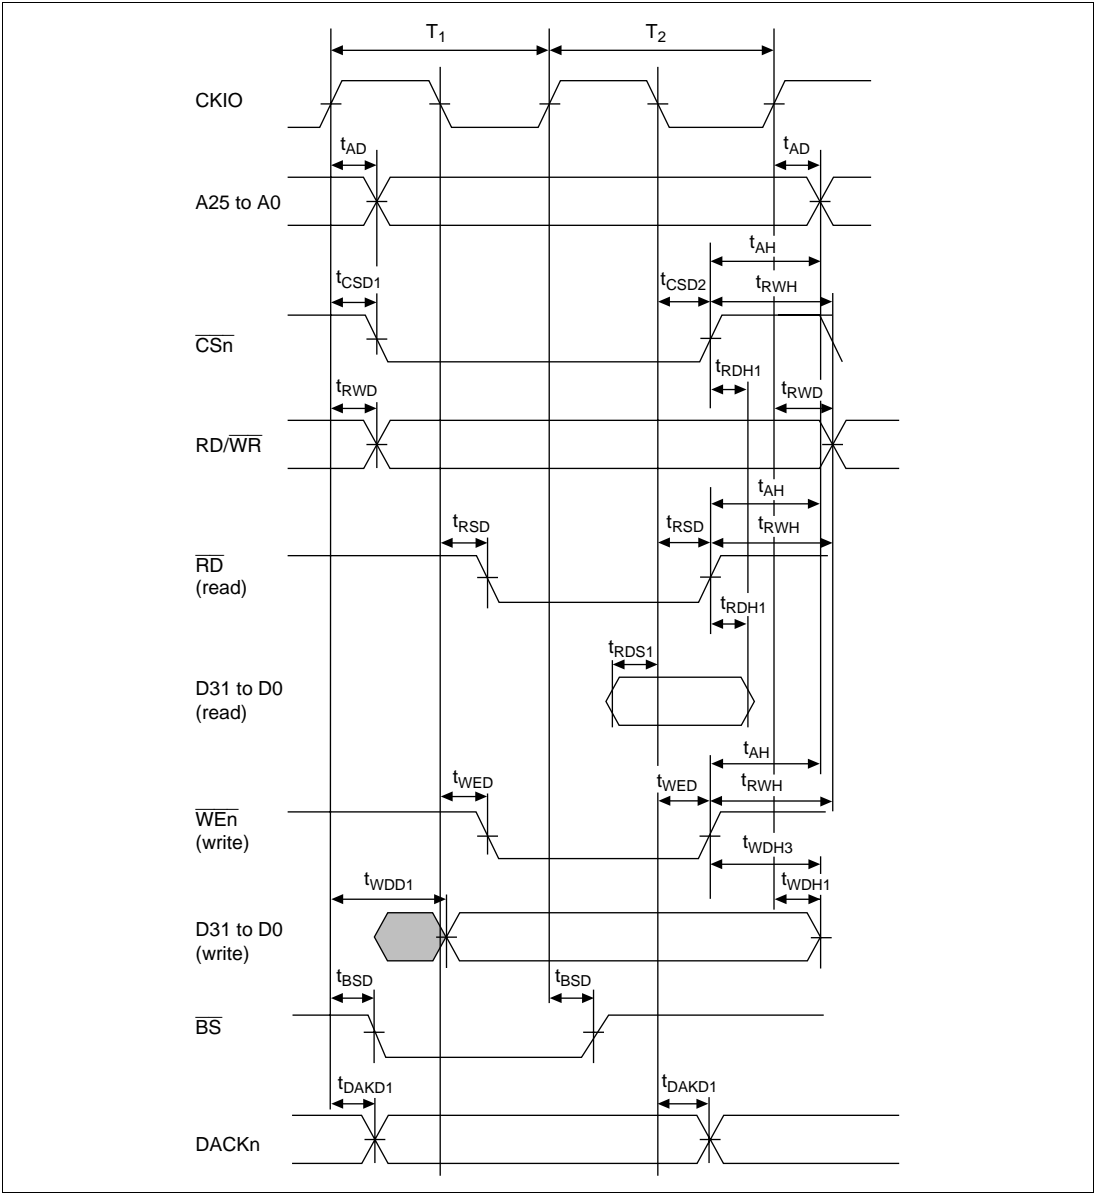 T1 T2
CKIO
tAD tAD
A25 to A0
tAH
tCSD1 tCSD2 tRWH
CSn
tRDH1
tRWD tRWD
RD/WR
tAH
tRSD tRSD tRWH
RD
(read)
tRDH1
tRDS1
D31 to D0
(read)
tAH
tWED tWED tRWH
WEn
(write)
tWDH3
tWDD1 tWDH1
D31 to D0
(write)
tBSD tBSD
BS
tDAKD1 tDAKD1
DACKn